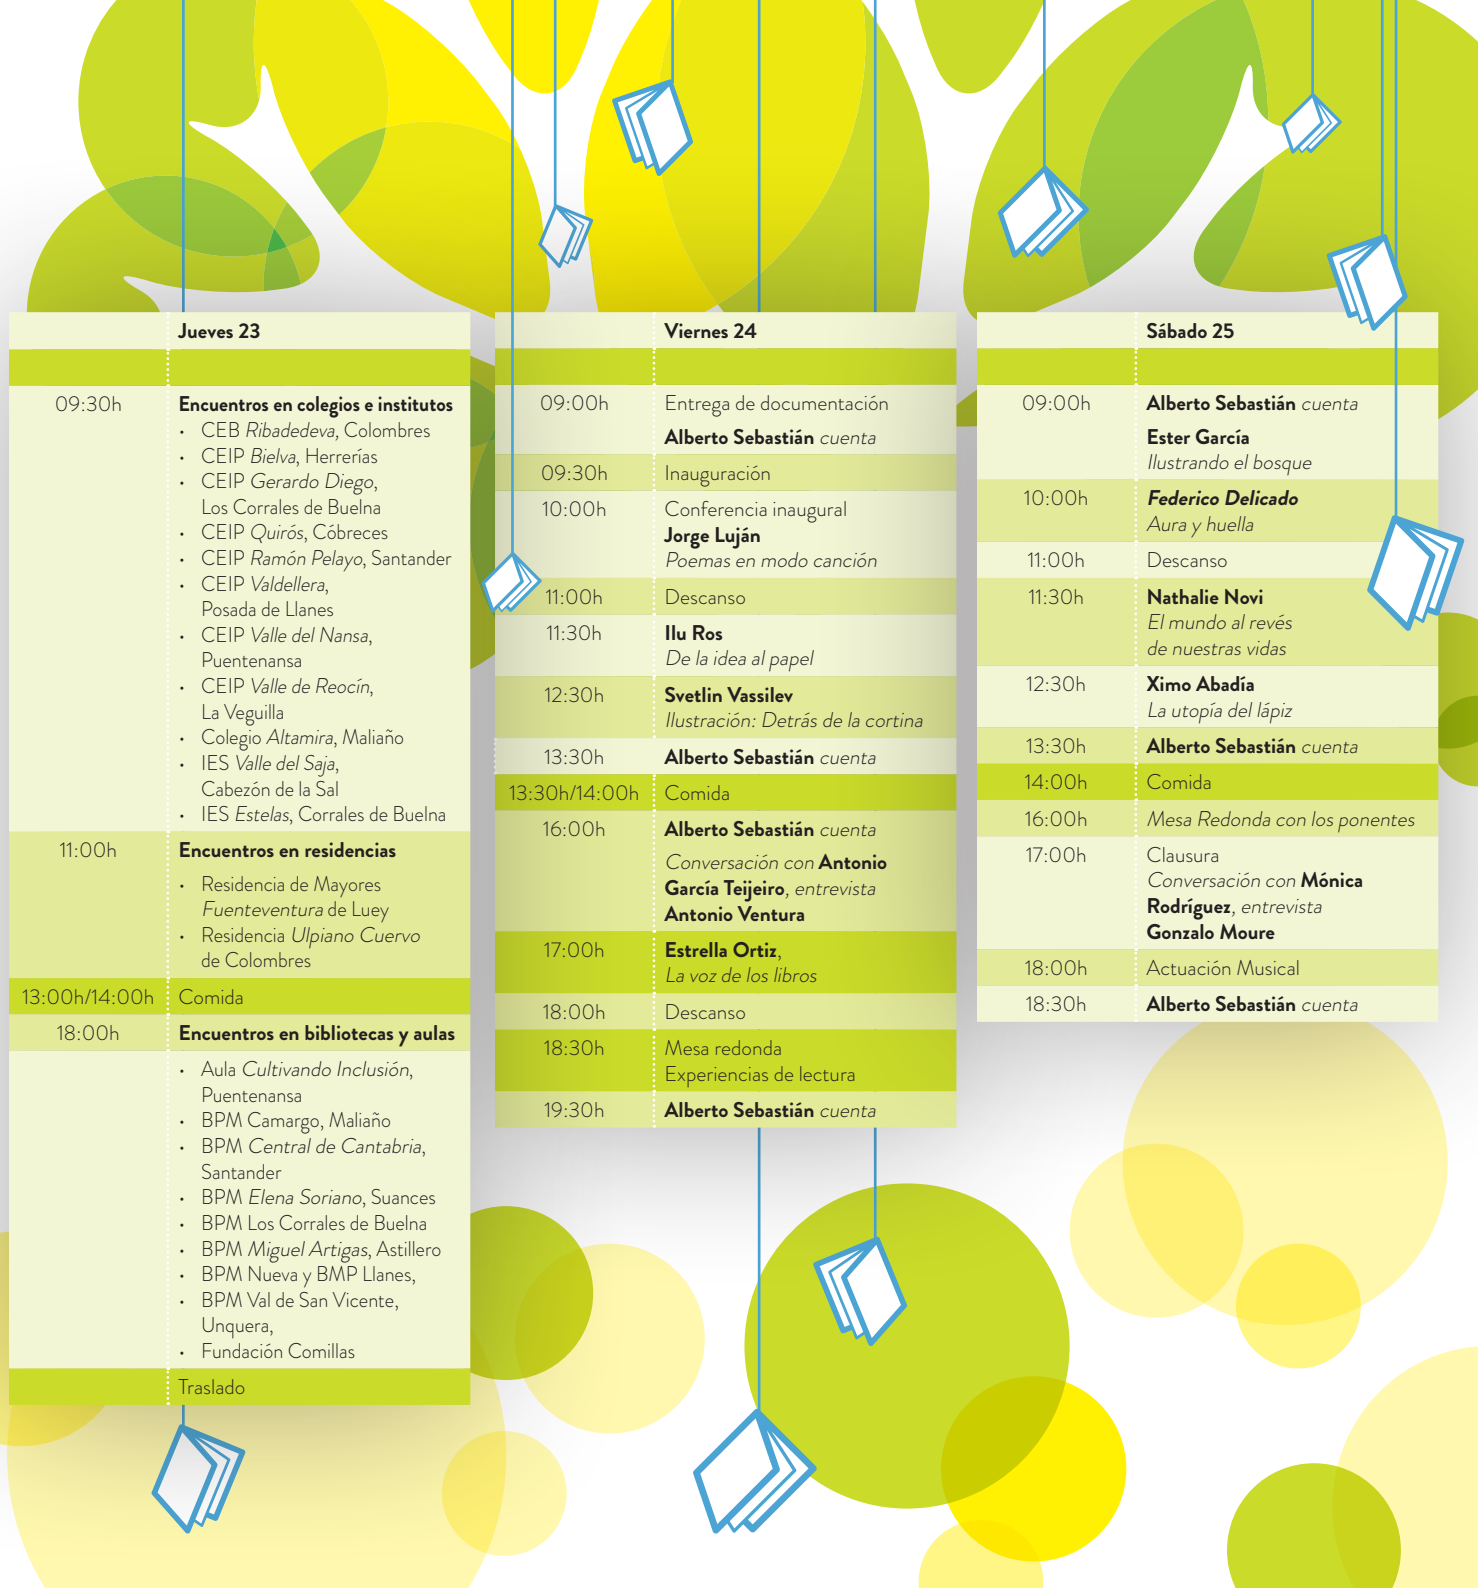 Jueves 23
09:30h Encuentros en colegios e institutos
• CEB Ribadedeva, Colombres
• CEIP Bielva, Herrerías
• CEIP Gerardo Diego,
Los Corrales de Buelna
• CEIP Quirós, Cóbreces
• CEIP Ramón Pelayo, Santander
• CEIP Valdellera,
Posada de Llanes
• CEIP Valle del Nansa,
Puentenansa
• CEIP Valle de Reocín,
La Veguilla
• Colegio Altamira, Maliaño
• IES Valle del Saja,
Cabezón de la Sal
• IES Estelas, Corrales de Buelna
11:00h Encuentros en residencias
• Residencia de Mayores
Fuenteventura de Luey
• Residencia Ulpiano Cuervo
de Colombres
13:00h/14:00h Comida
18:00h Encuentros en bibliotecas y aulas
• Aula Cultivando Inclusión,
Puentenansa
• BPM Camargo, Maliaño
• BPM Central de Cantabria,
Santander
• BPM Elena Soriano, Suances
• BPM Los Corrales de Buelna
• BPM Miguel Artigas, Astillero
• BPM Nueva y BMP Llanes,
• BPM Val de San Vicente,
Unquera,
• Fundación Comillas
Traslado
Viernes 24
09:00h Entrega de documentación
Alberto Sebastián cuenta
09:30h Inauguración
10:00h Conferencia inaugural
Jorge Luján
Poemas en modo canción
11:00h Descanso
11:30h Ilu Ros
De la idea al papel
12:30h Svetlin Vassilev
Ilustración: Detrás de la cortina
13:30h Alberto Sebastián cuenta
13:30h/14:00h Comida
16:00h Alberto Sebastián cuenta
Conversación con Antonio
García Teijeiro, entrevista
Antonio Ventura
17:00h Estrella Ortiz,
La voz de los libros
18:00h Descanso
18:30h Mesa redonda
Experiencias de lectura
19:30h Alberto Sebastián cuenta
Sábado 25
09:00h Alberto Sebastián cuenta
Ester García
Ilustrando el bosque
10:00h Federico Delicado
Aura y huella
11:00h Descanso
11:30h Nathalie Novi
El mundo al revés
de nuestras vidas
12:30h Ximo Abadía
La utopía del lápiz
13:30h Alberto Sebastián cuenta
14:00h Comida
16:00h Mesa Redonda con los ponentes
17:00h Clausura
Conversación con Mónica
Rodríguez, entrevista
Gonzalo Moure
18:00h Actuación Musical
18:30h Alberto Sebastián cuenta